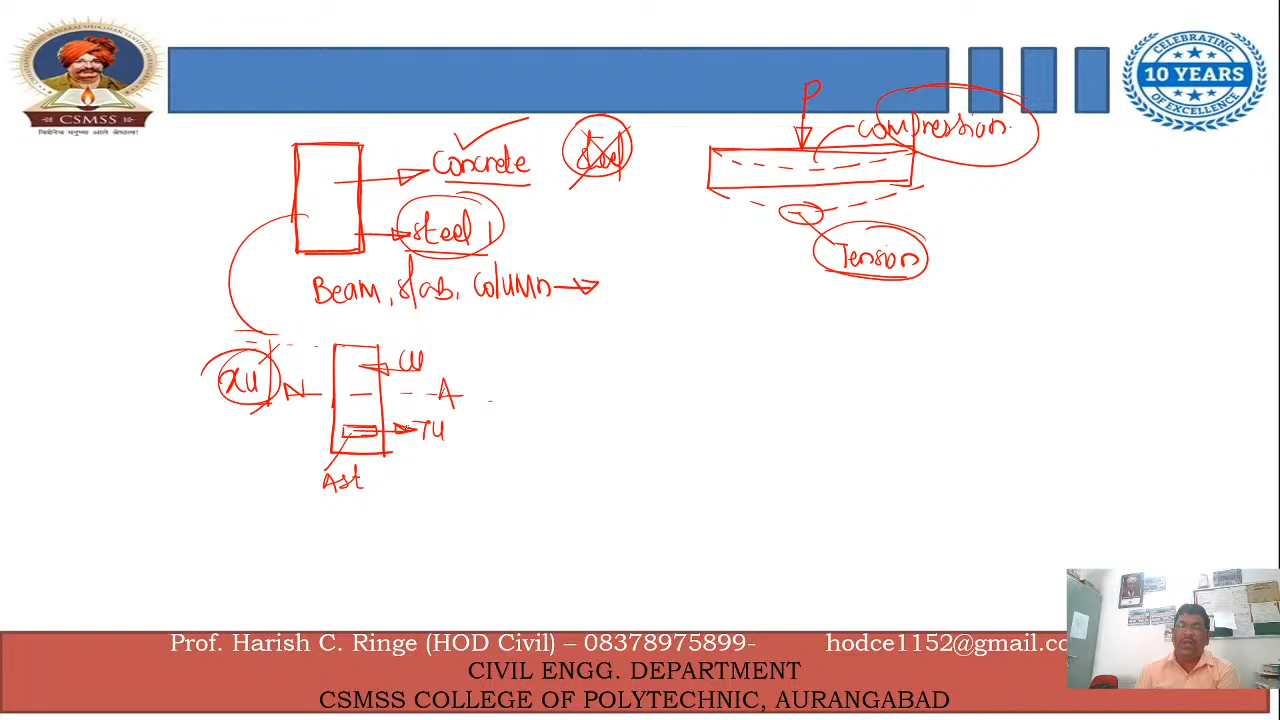 CSMSS
CELEBRATING
10 YEARS
OF EXCELLENCE
P
compression.
concrete
steel
steel
Tension
Beam, slab, column
xu
N
A
Cu
Tu
Ast
Prof. Harish C. Ringe (HOD Civil) – 08378975899- hodce1152@gmail.co
CIVIL ENGG. DEPARTMENT
CSMSS COLLEGE OF POLYTECHNIC, AURANGABAD